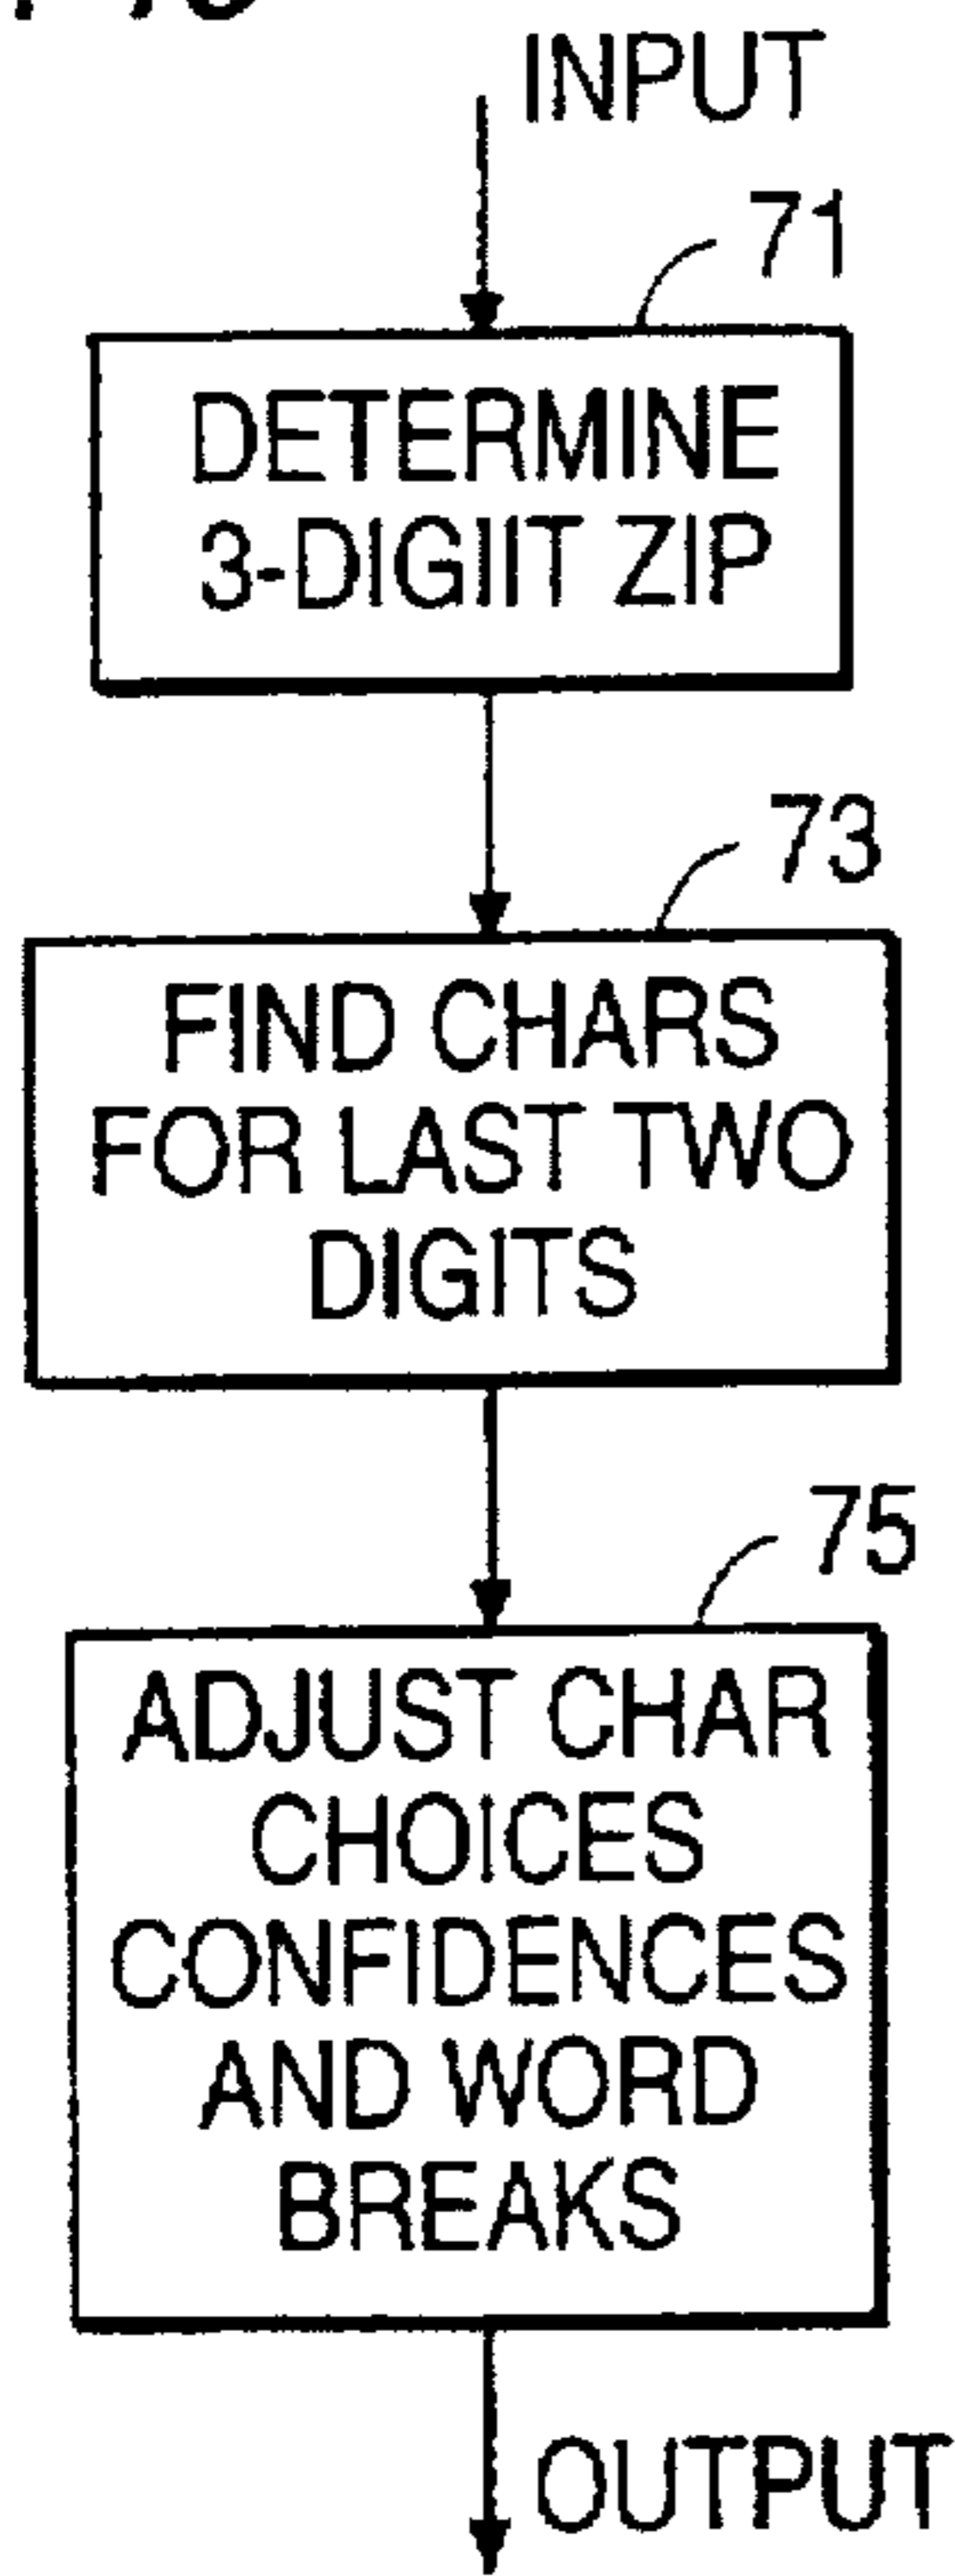 INPUT
71
DETERMINE
3-DIGIIT ZIP
73
FIND CHARS
FOR LAST TWO
DIGITS
75
ADJUST CHAR
CHOICES
CONFIDENCES
AND WORD
BREAKS
OUTPUT